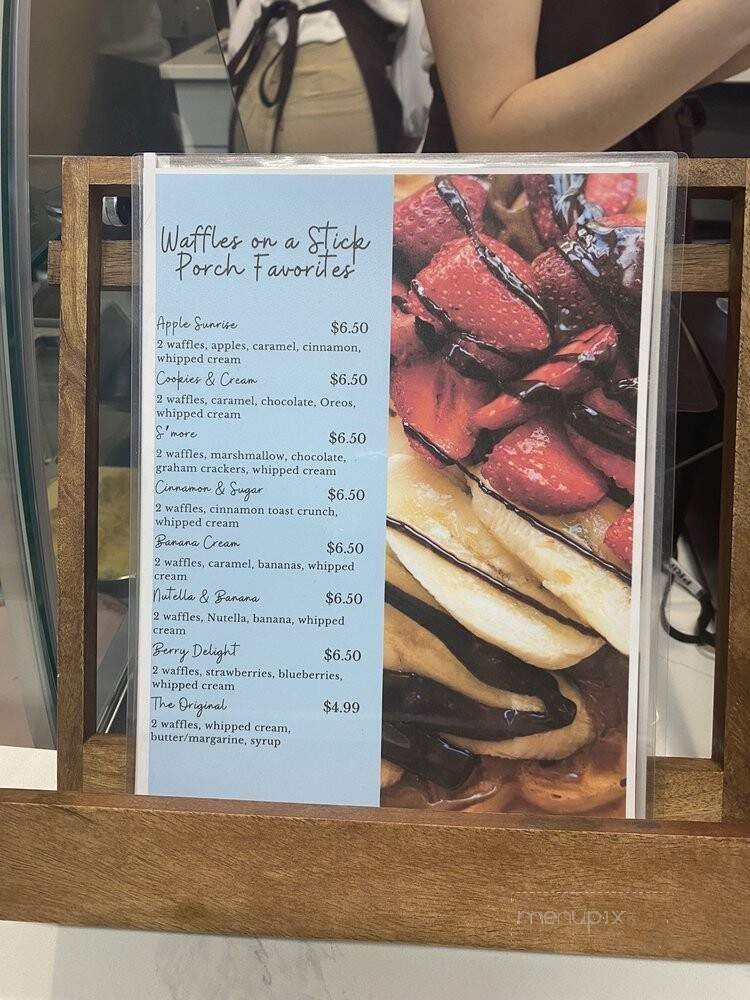 Waffles on a Stick
Porch Favorites
Apple Sunrise $6.50
2 waffles, apples, caramel, cinnamon,
whipped cream
Cookies & Cream $6.50
2 waffles, caramel, chocolate, Oreos,
whipped cream
S'more $6.50
2 waffles, marshmallow, chocolate,
graham crackers, whipped cream
Cinnamon & Sugar $6.50
2 waffles, cinnamon toast crunch,
whipped cream
Banana Cream $6.50
2 waffles, caramel, bananas, whipped
cream
Nutella & Banana $6.50
2 waffles, Nutella, banana, whipped
cream
Berry Delight $6.50
2 waffles, strawberries, blueberries,
whipped cream
The Original $4.99
2 waffles, whipped cream,
butter/margarine, syrup
menupix